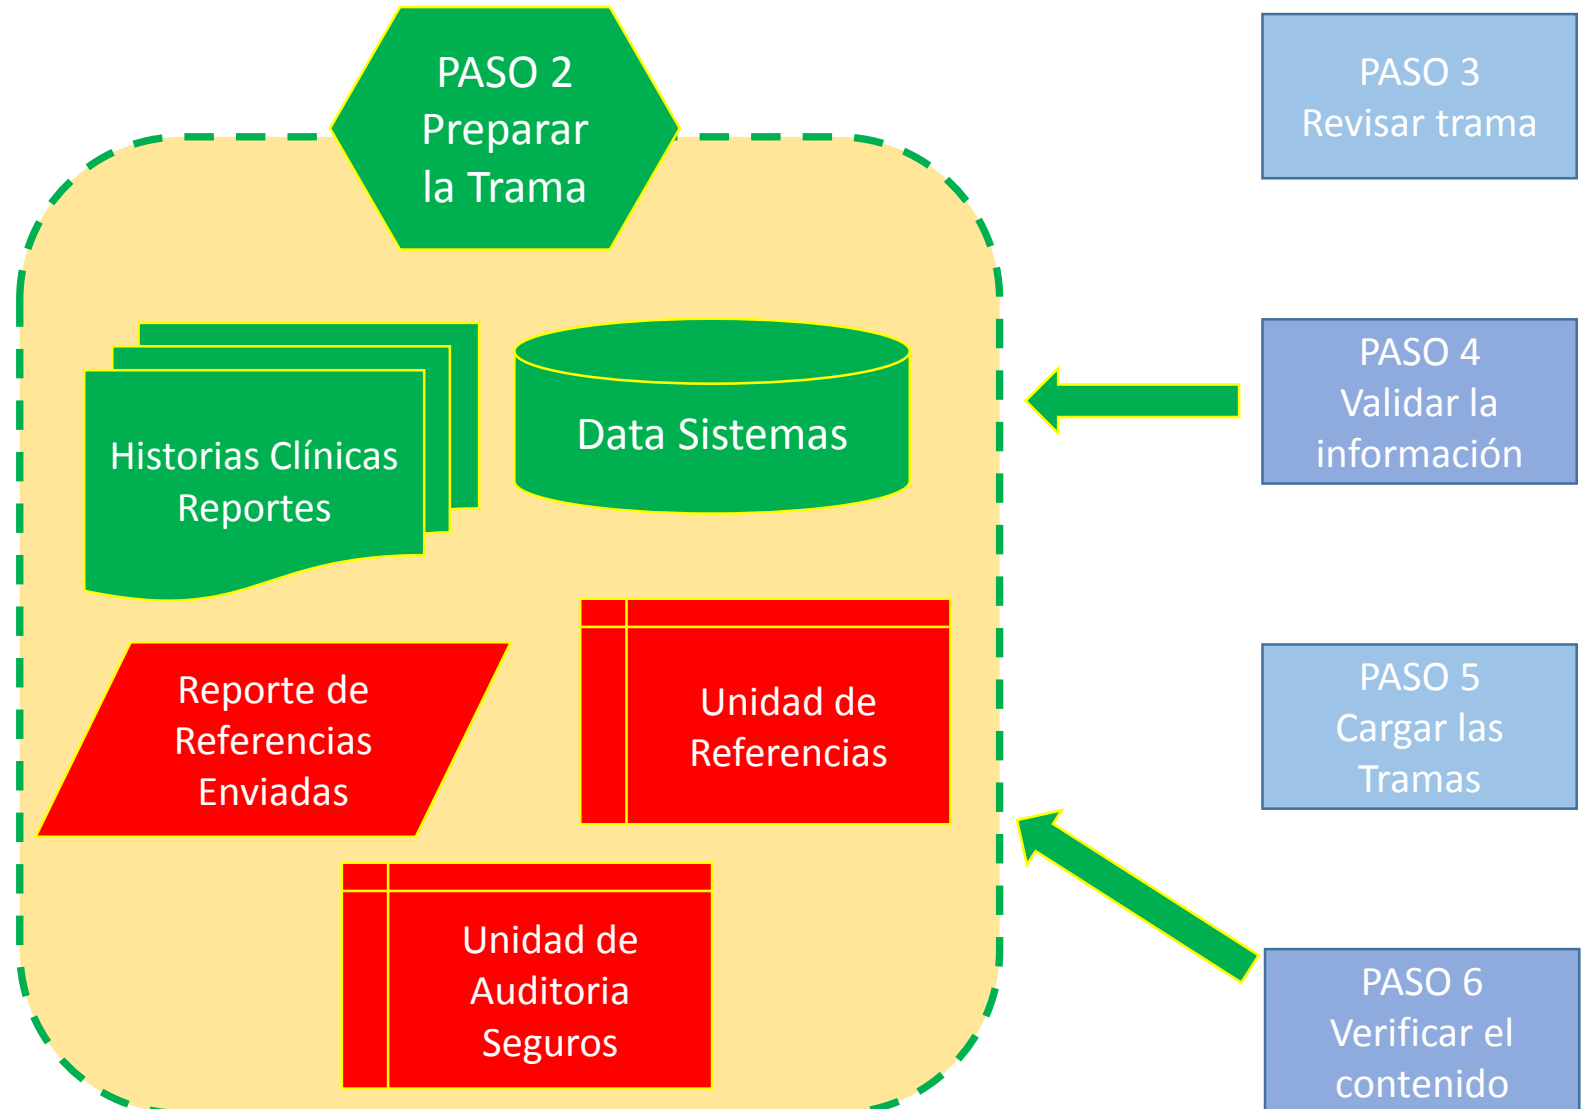 PASO 2
Preparar
la Trama
Historias Clínicas
Reportes
Data Sistemas
Reporte de
Referencias
Enviadas
Unidad de
Referencias
Unidad de
Auditoria
Seguros
PASO 3
Revisar trama
PASO 4
Validar la
información
PASO 5
Cargar las
Tramas
PASO 6
Verificar el
contenido